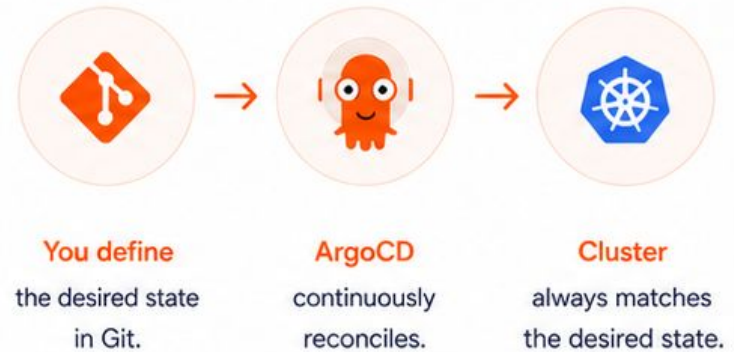 You define
the desired state
in Git.
ArgoCD
continuously
reconciles.
Cluster
always matches
the desired state.